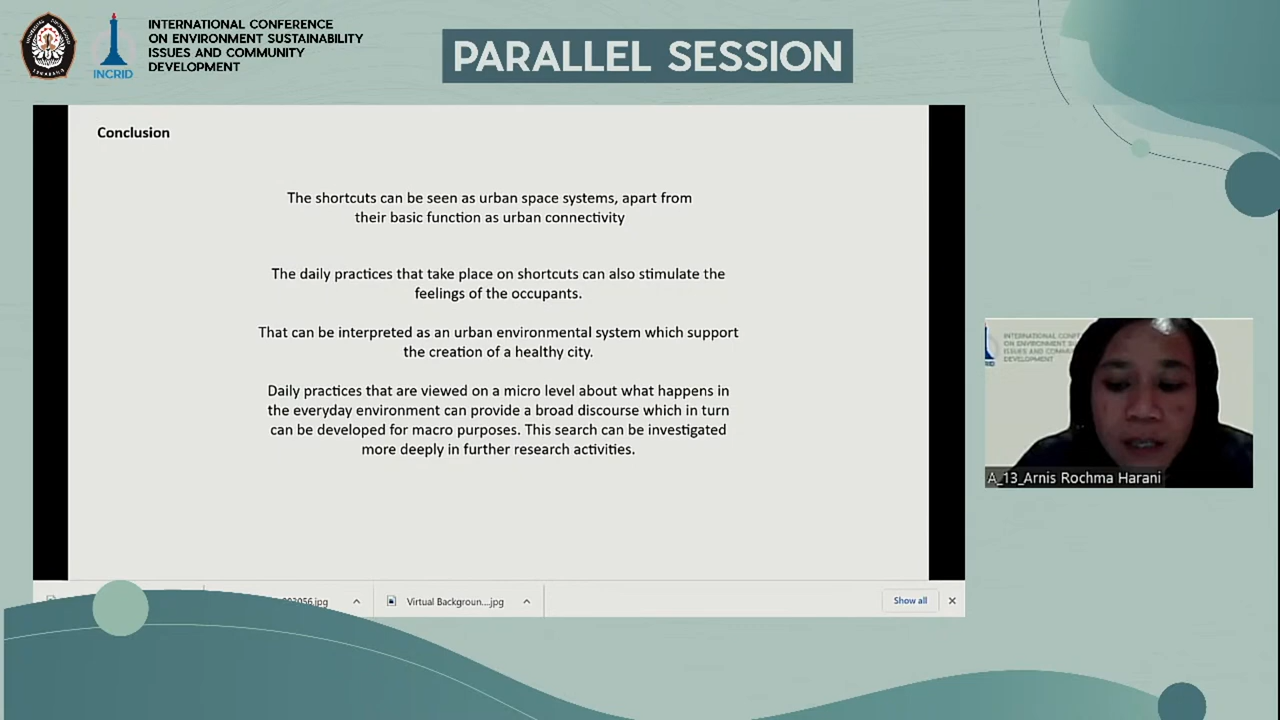 INTERNATIONAL CONFERENCE
ON ENVIRONMENT SUSTAINABILITY
ISSUES AND COMMUNITY
DEVELOPMENT
INCRID
PARALLEL SESSION
Conclusion
The shortcuts can be seen as urban space systems, apart from
their basic function as urban connectivity
The daily practices that take place on shortcuts can also stimulate the
feelings of the occupants.
That can be interpreted as an urban environmental system which support
the creation of a healthy city.
Daily practices that are viewed on a micro level about what happens in
the everyday environment can provide a broad discourse which in turn
can be developed for macro purposes. This search can be investigated
more deeply in further research activities.
A_13_Arnis Rochma Harani
Virtual Backgroun....jpg
Show all